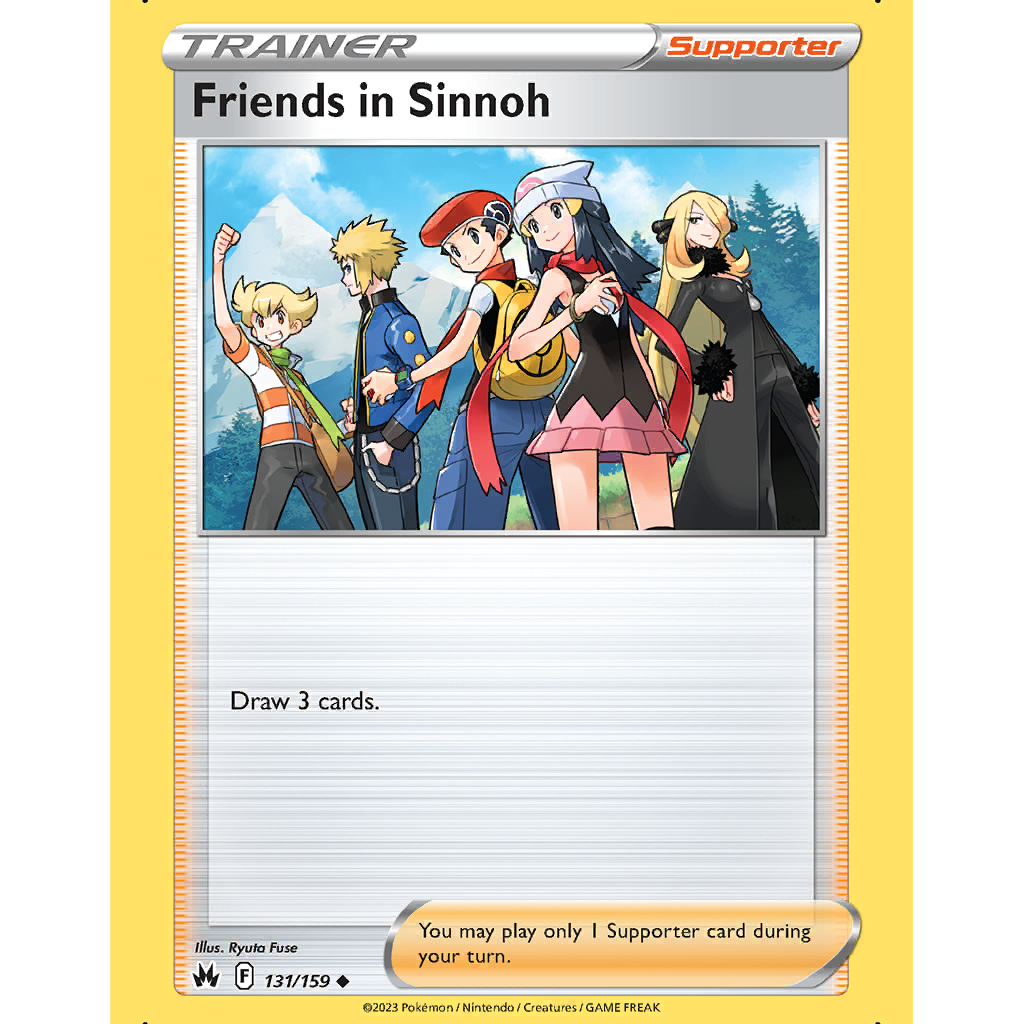 TRAINER
Supporter
Friends in Sinnoh
Draw 3 cards.
You may play only 1 Supporter card during
your turn.
Illus. Ryuta Fuse
F 131/159
©2023 Pokémon / Nintendo / Creatures / GAME FREAK